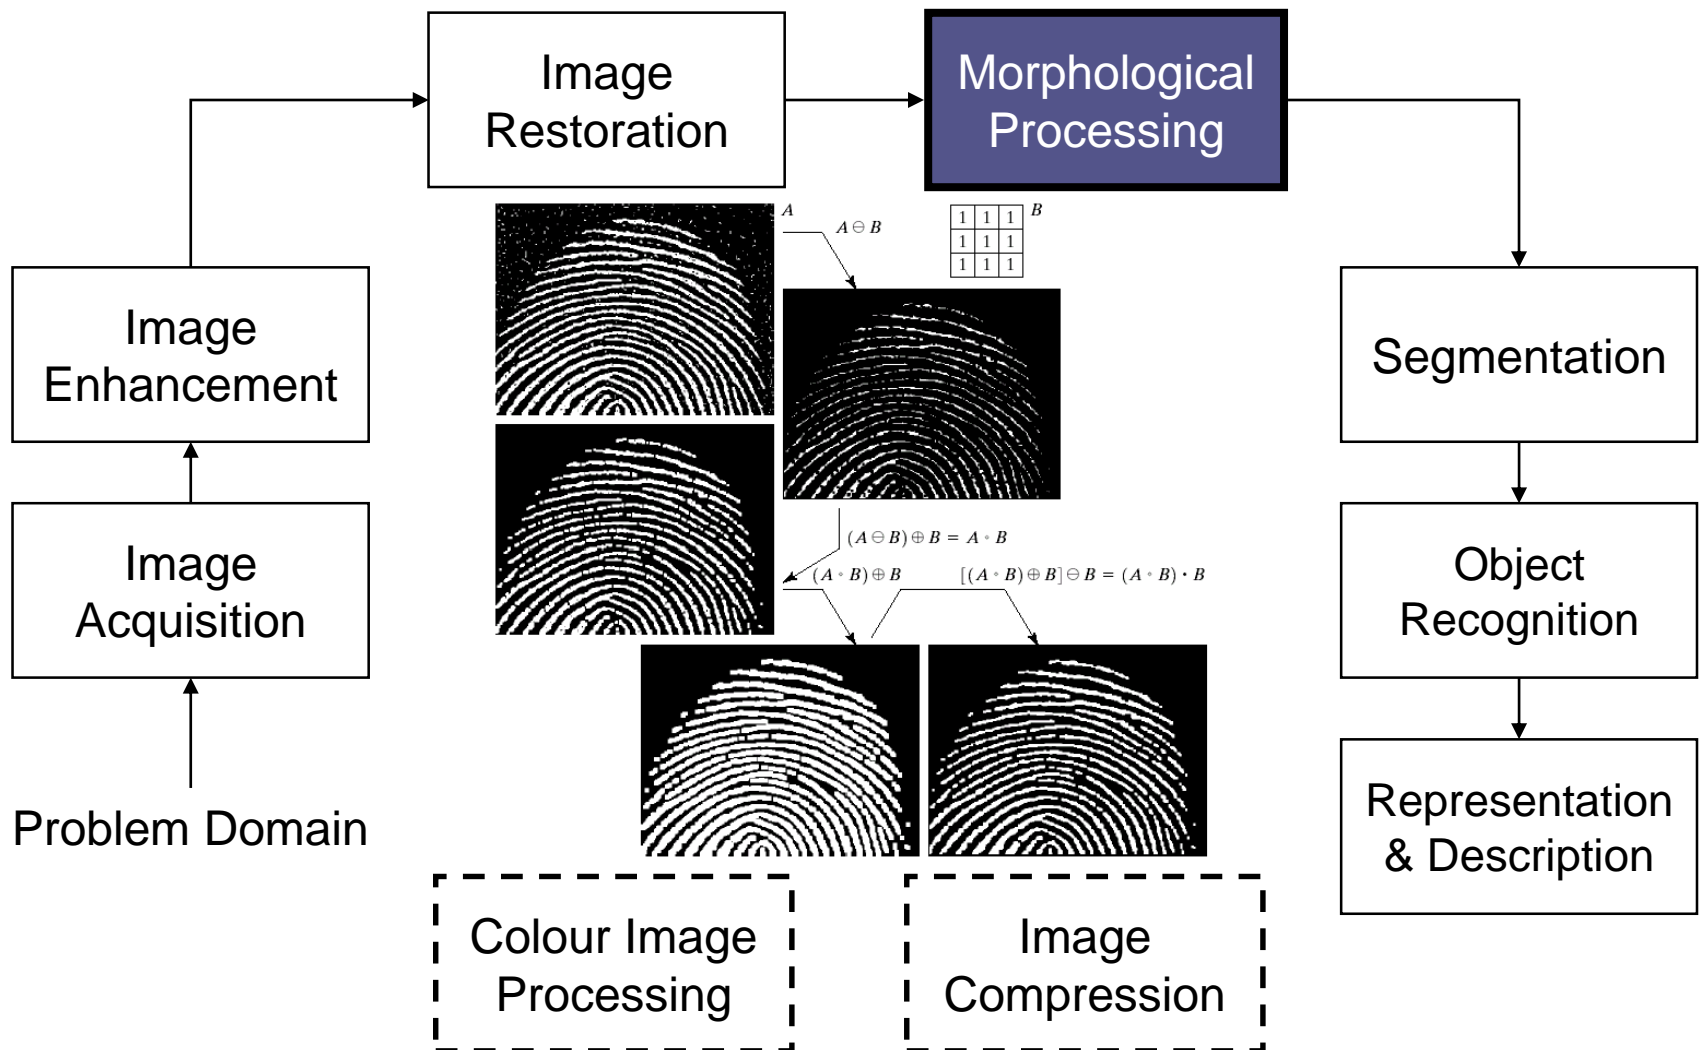 Image
Restoration
Morphological
Processing
A
A ⊖ B
1 1 1 B
1 1 1
1 1 1
Image
Enhancement
Segmentation
Image
Acquisition
(A ⊖ B) ⊕ B = A ∘ B
(A ∘ B) ⊕ B
[(A ∘ B) ⊕ B] ⊖ B = (A ∘ B) • B
Object
Recognition
Problem Domain
Representation
& Description
Colour Image
Processing
Image
Compression